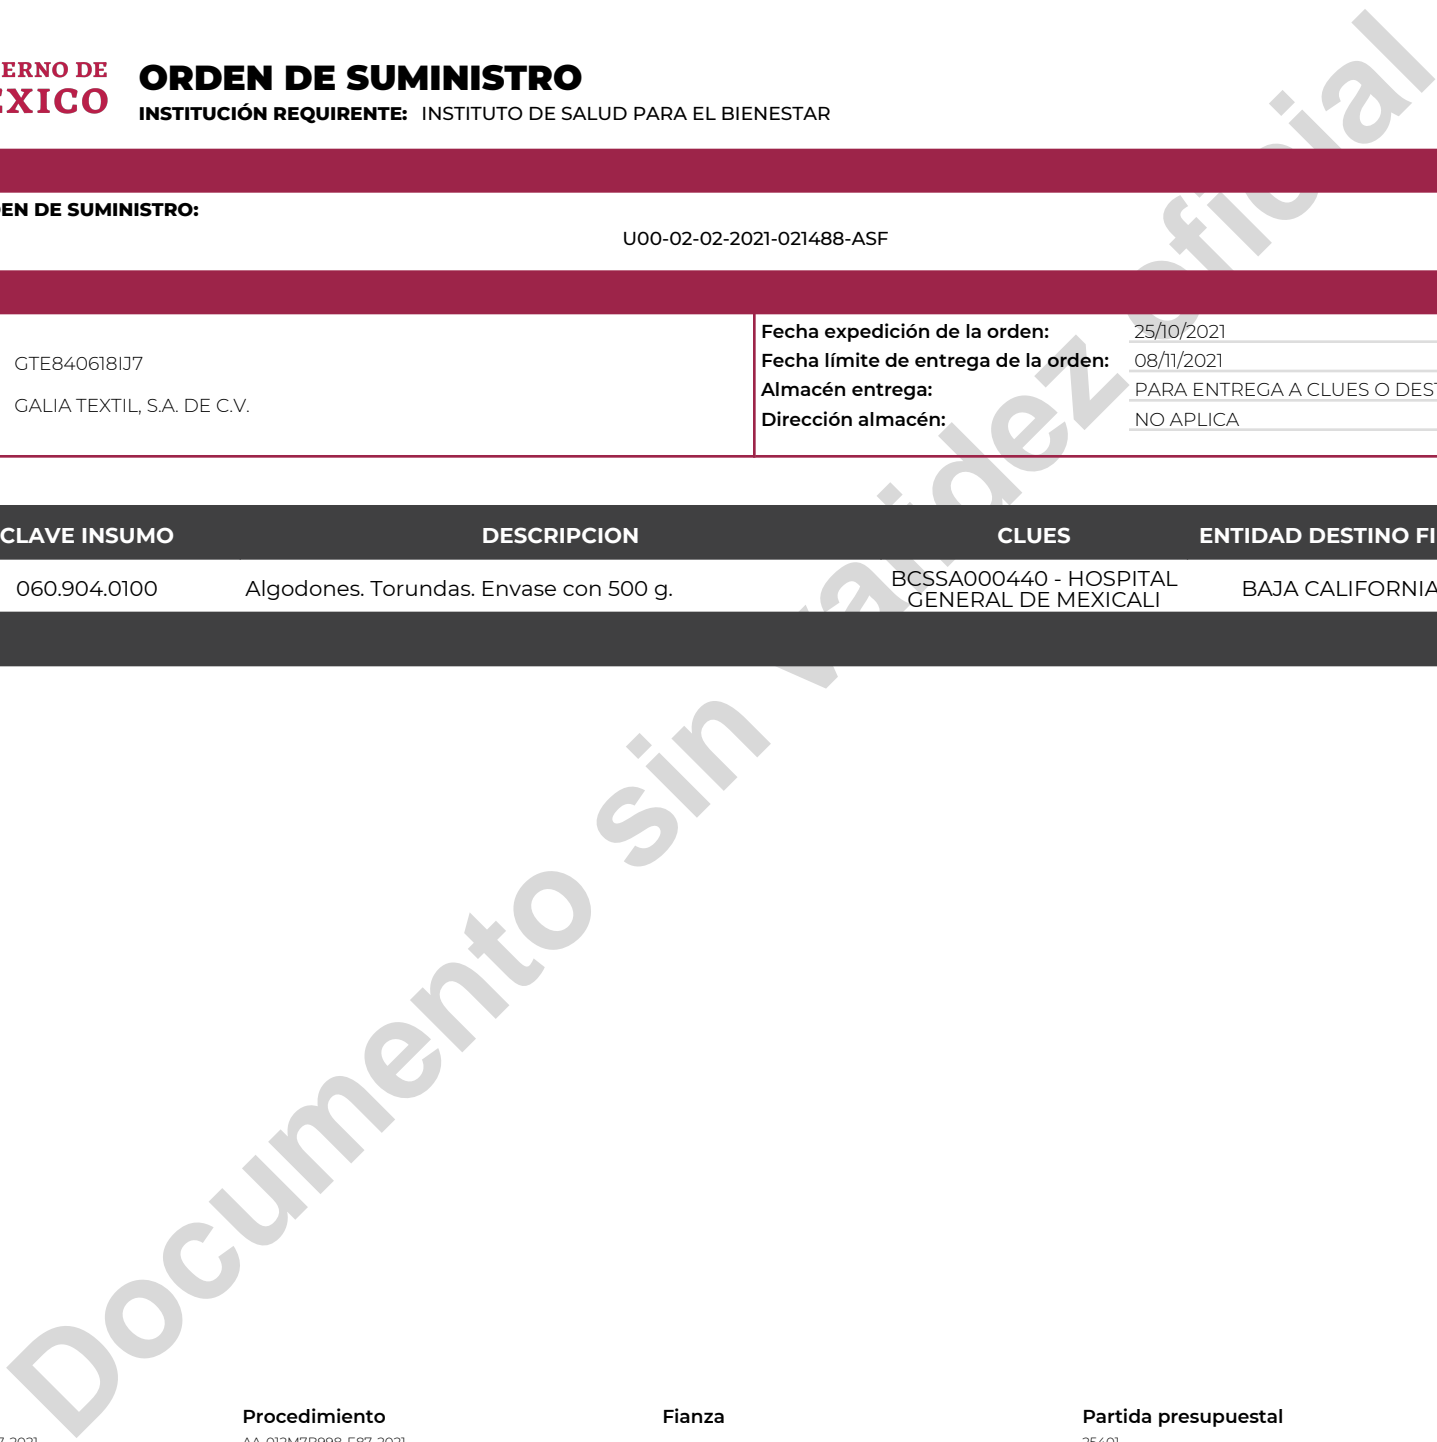 ERNO DE
ÉXICO
ORDEN DE SUMINISTRO
INSTITUCIÓN REQUIRENTE: INSTITUTO DE SALUD PARA EL BIENESTAR
EN DE SUMINISTRO:
U00-02-02-2021-021488-ASF
GTE840618IJ7
GALIA TEXTIL, S.A. DE C.V.
Fecha expedición de la orden: 25/10/2021
Fecha límite de entrega de la orden: 08/11/2021
Almacén entrega: PARA ENTREGA A CLUES O DEST
Dirección almacén: NO APLICA
CLAVE INSUMO DESCRIPCION CLUES ENTIDAD DESTINO FI
060.904.0100 Algodones. Torundas. Envase con 500 g. BCSSA000440 - HOSPITAL GENERAL DE MEXICALI BAJA CALIFORNIA
Documento sin validez oficial
Procedimiento Fianza Partida presupuestal